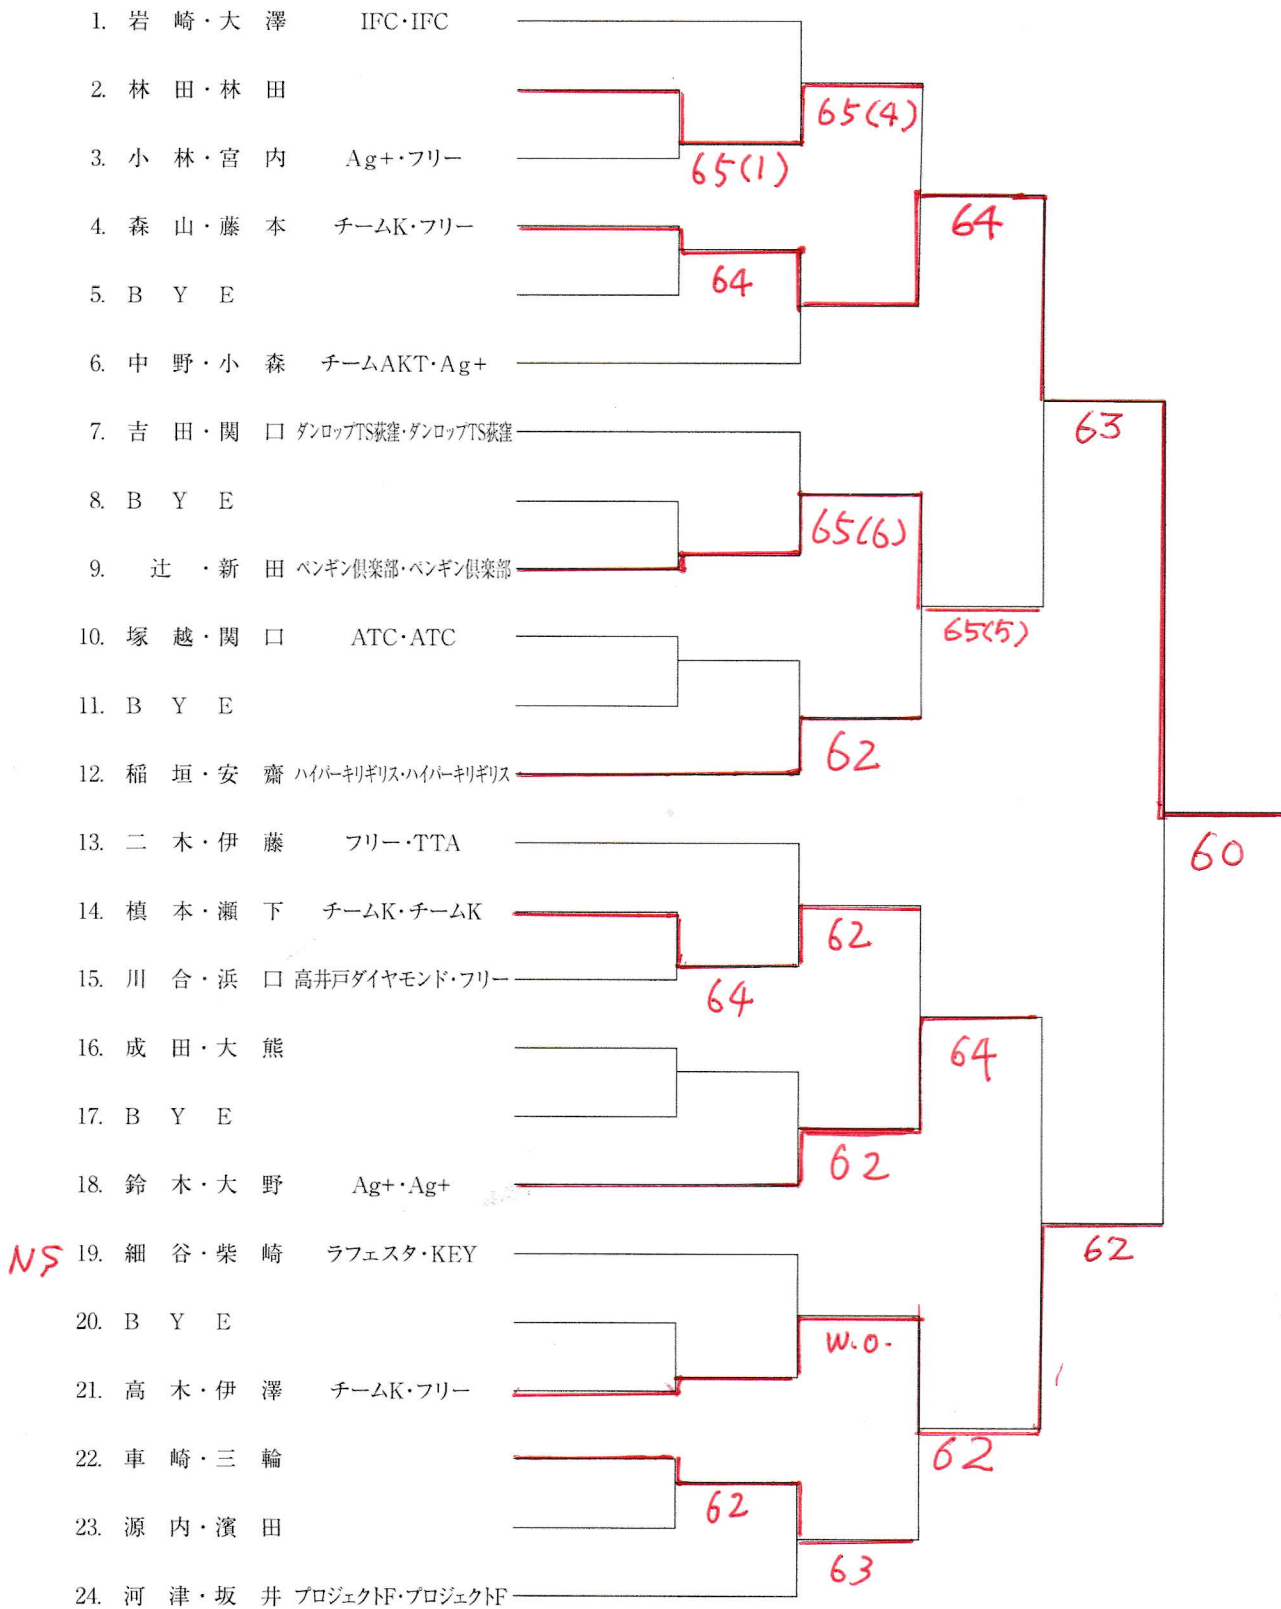 1. 岩 崎・大 澤 IFC・IFC
65(4)
2. 林 田・林 田
65(1)
3. 小 林・宮 内 Ag+・フリー
64
4. 森 山・藤 本 チームK・フリー
64
5. B Y E
6. 中 野・小 森 チームAKT・Ag+
63
7. 吉 田・関 口 ダンロップTS荻窪・ダンロップTS荻窪
8. B Y E
65(6)
9. 辻 ・新 田 ペンギン倶楽部・ペンギン倶楽部
65(5)
10. 塚 越・関 口 ATC・ATC
11. B Y E
62
12. 稲 垣・安 齋 ハイパーキリギリス・ハイパーキリギリス
60
13. 二 木・伊 藤 フリー・TTA
14.槙 本・瀬 下 チームK・チームK
62
15. 川 合・浜 口 高井戸ダイヤモンド・フリー
64
16. 成 田・大 熊
64
17. B Y E
62
18. 鈴 木・大 野 Ag+・Ag+
NS 19. 細 谷・柴 崎 ラフェスタ・KEY
62
20. B Y E
W.O.
21. 高 木・伊 澤 チームK・フリー
22. 車 崎・三 輪
62
62
23. 源 内・濱 田
63
24. 河 津・坂 井 プロジェクトF・プロジェクトF